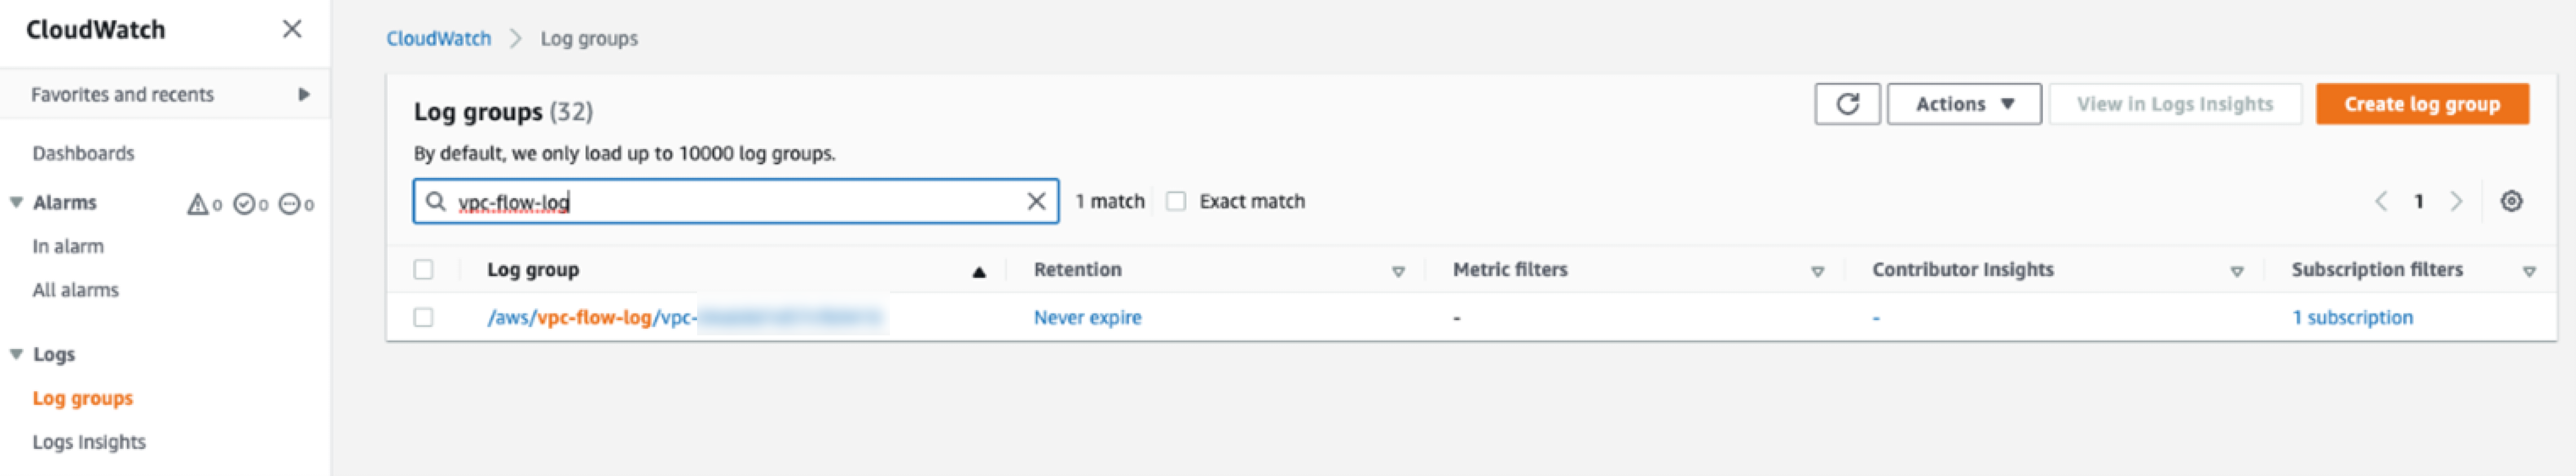 CloudWatch
Favorites and recents
Dashboards
Alarms 0 0 0
In alarm
All alarms
Logs
Log groups
Logs Insights
CloudWatch > Log groups
Log groups (32)
Actions View in Logs Insights Create log group
By default, we only load up to 10000 log groups.
vpc-flow-log 1 match Exact match 1
Log group Retention Metric filters Contributor Insights Subscription filters
/aws/vpc-flow-log/vpc- Never expire - - 1 subscription